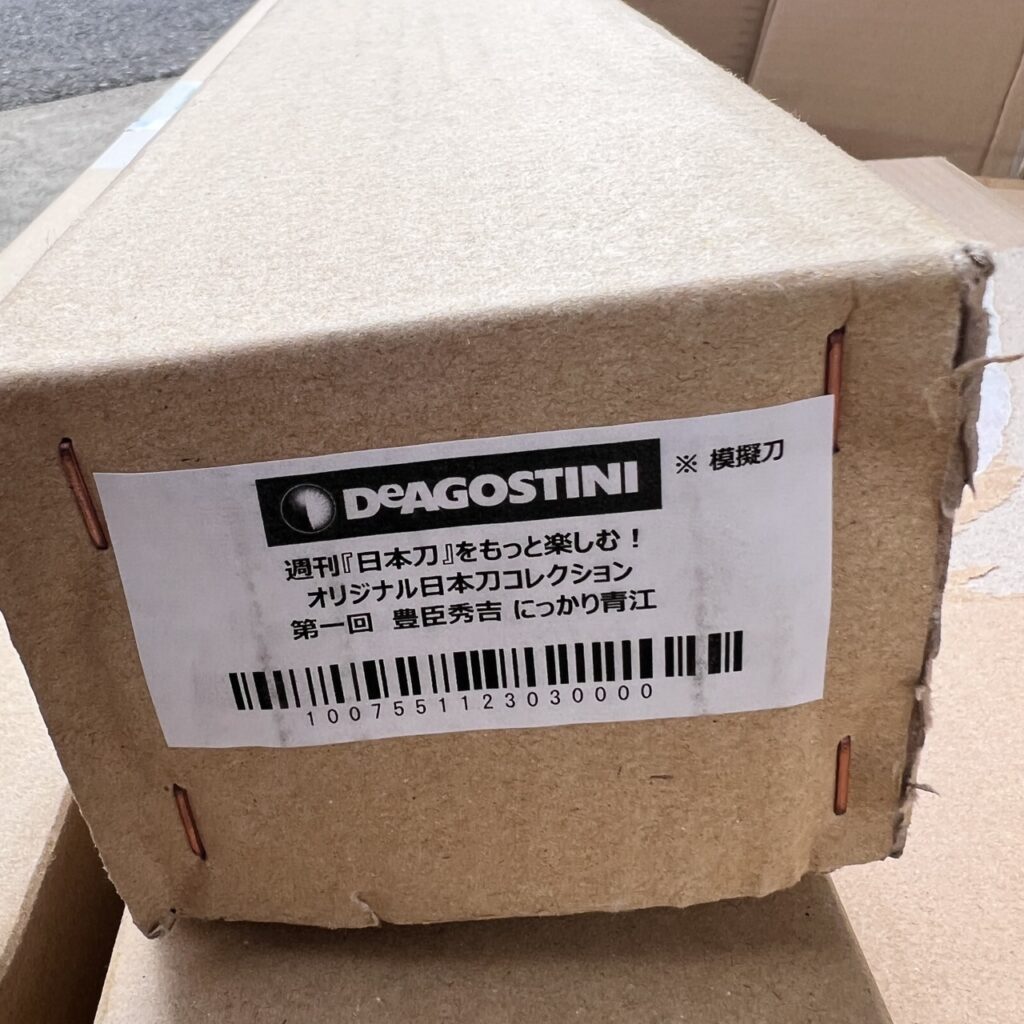 DeAGOSTINI
※ 模擬刀
週刊『日本刀』をもっと楽しむ！
オリジナル日本刀コレクション
第一回 豊臣秀吉 にっかり青江
1007551123030000